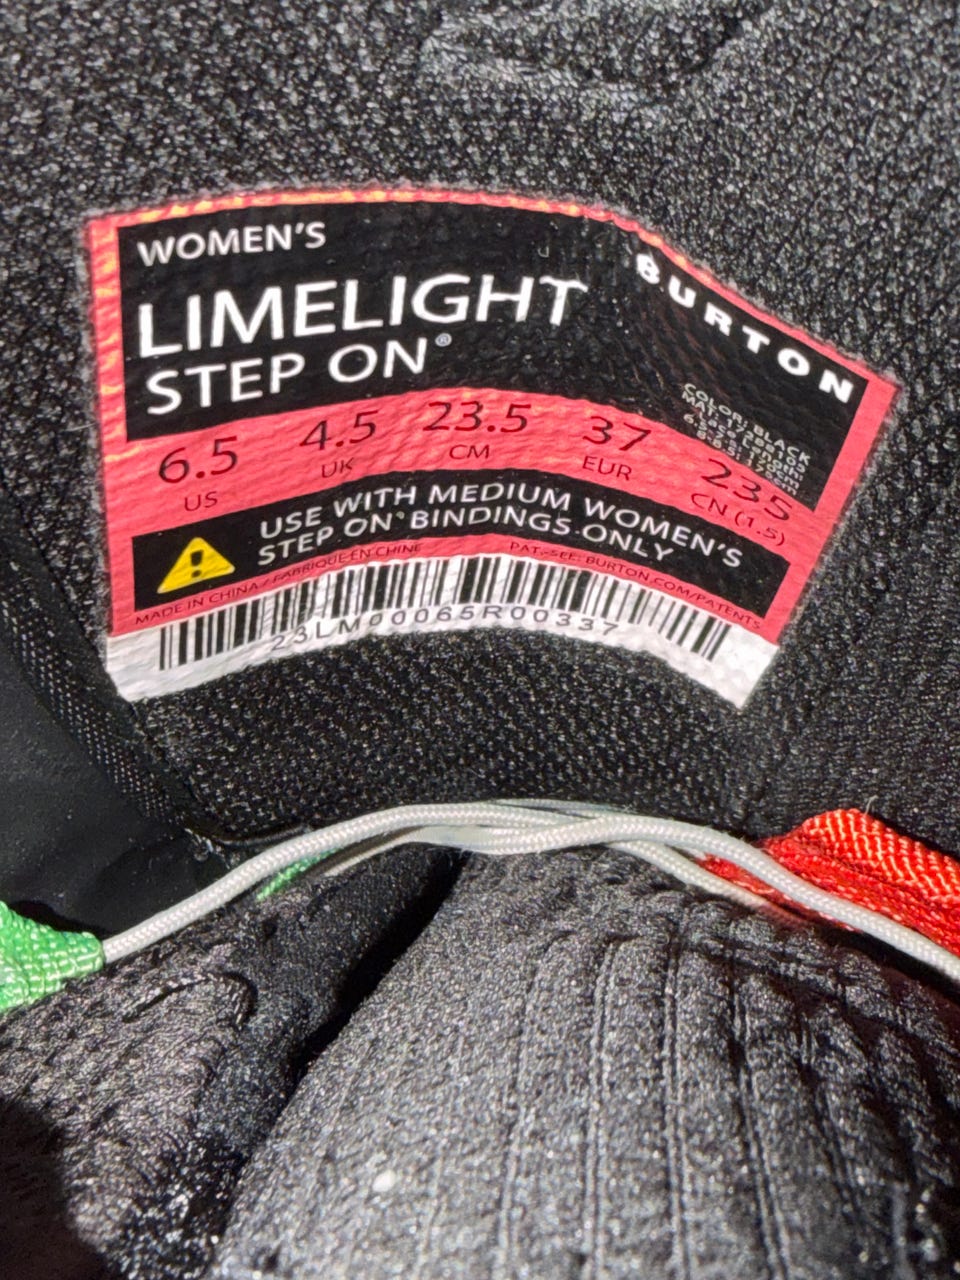 WOMEN'S
BURTON
LIMELIGHT
STEP ON®
COLOR: BLACK
6.5 4.5 23.5 37 235
US UK CM EUR CN (1.5)
USE WITH MEDIUM WOMEN'S
STEP ON® BINDINGS ONLY
MADE IN CHINA / FABRIQUE EN CHINE PAT.-SEE: BURTON.COM/PATENTS
23LM00065R00337